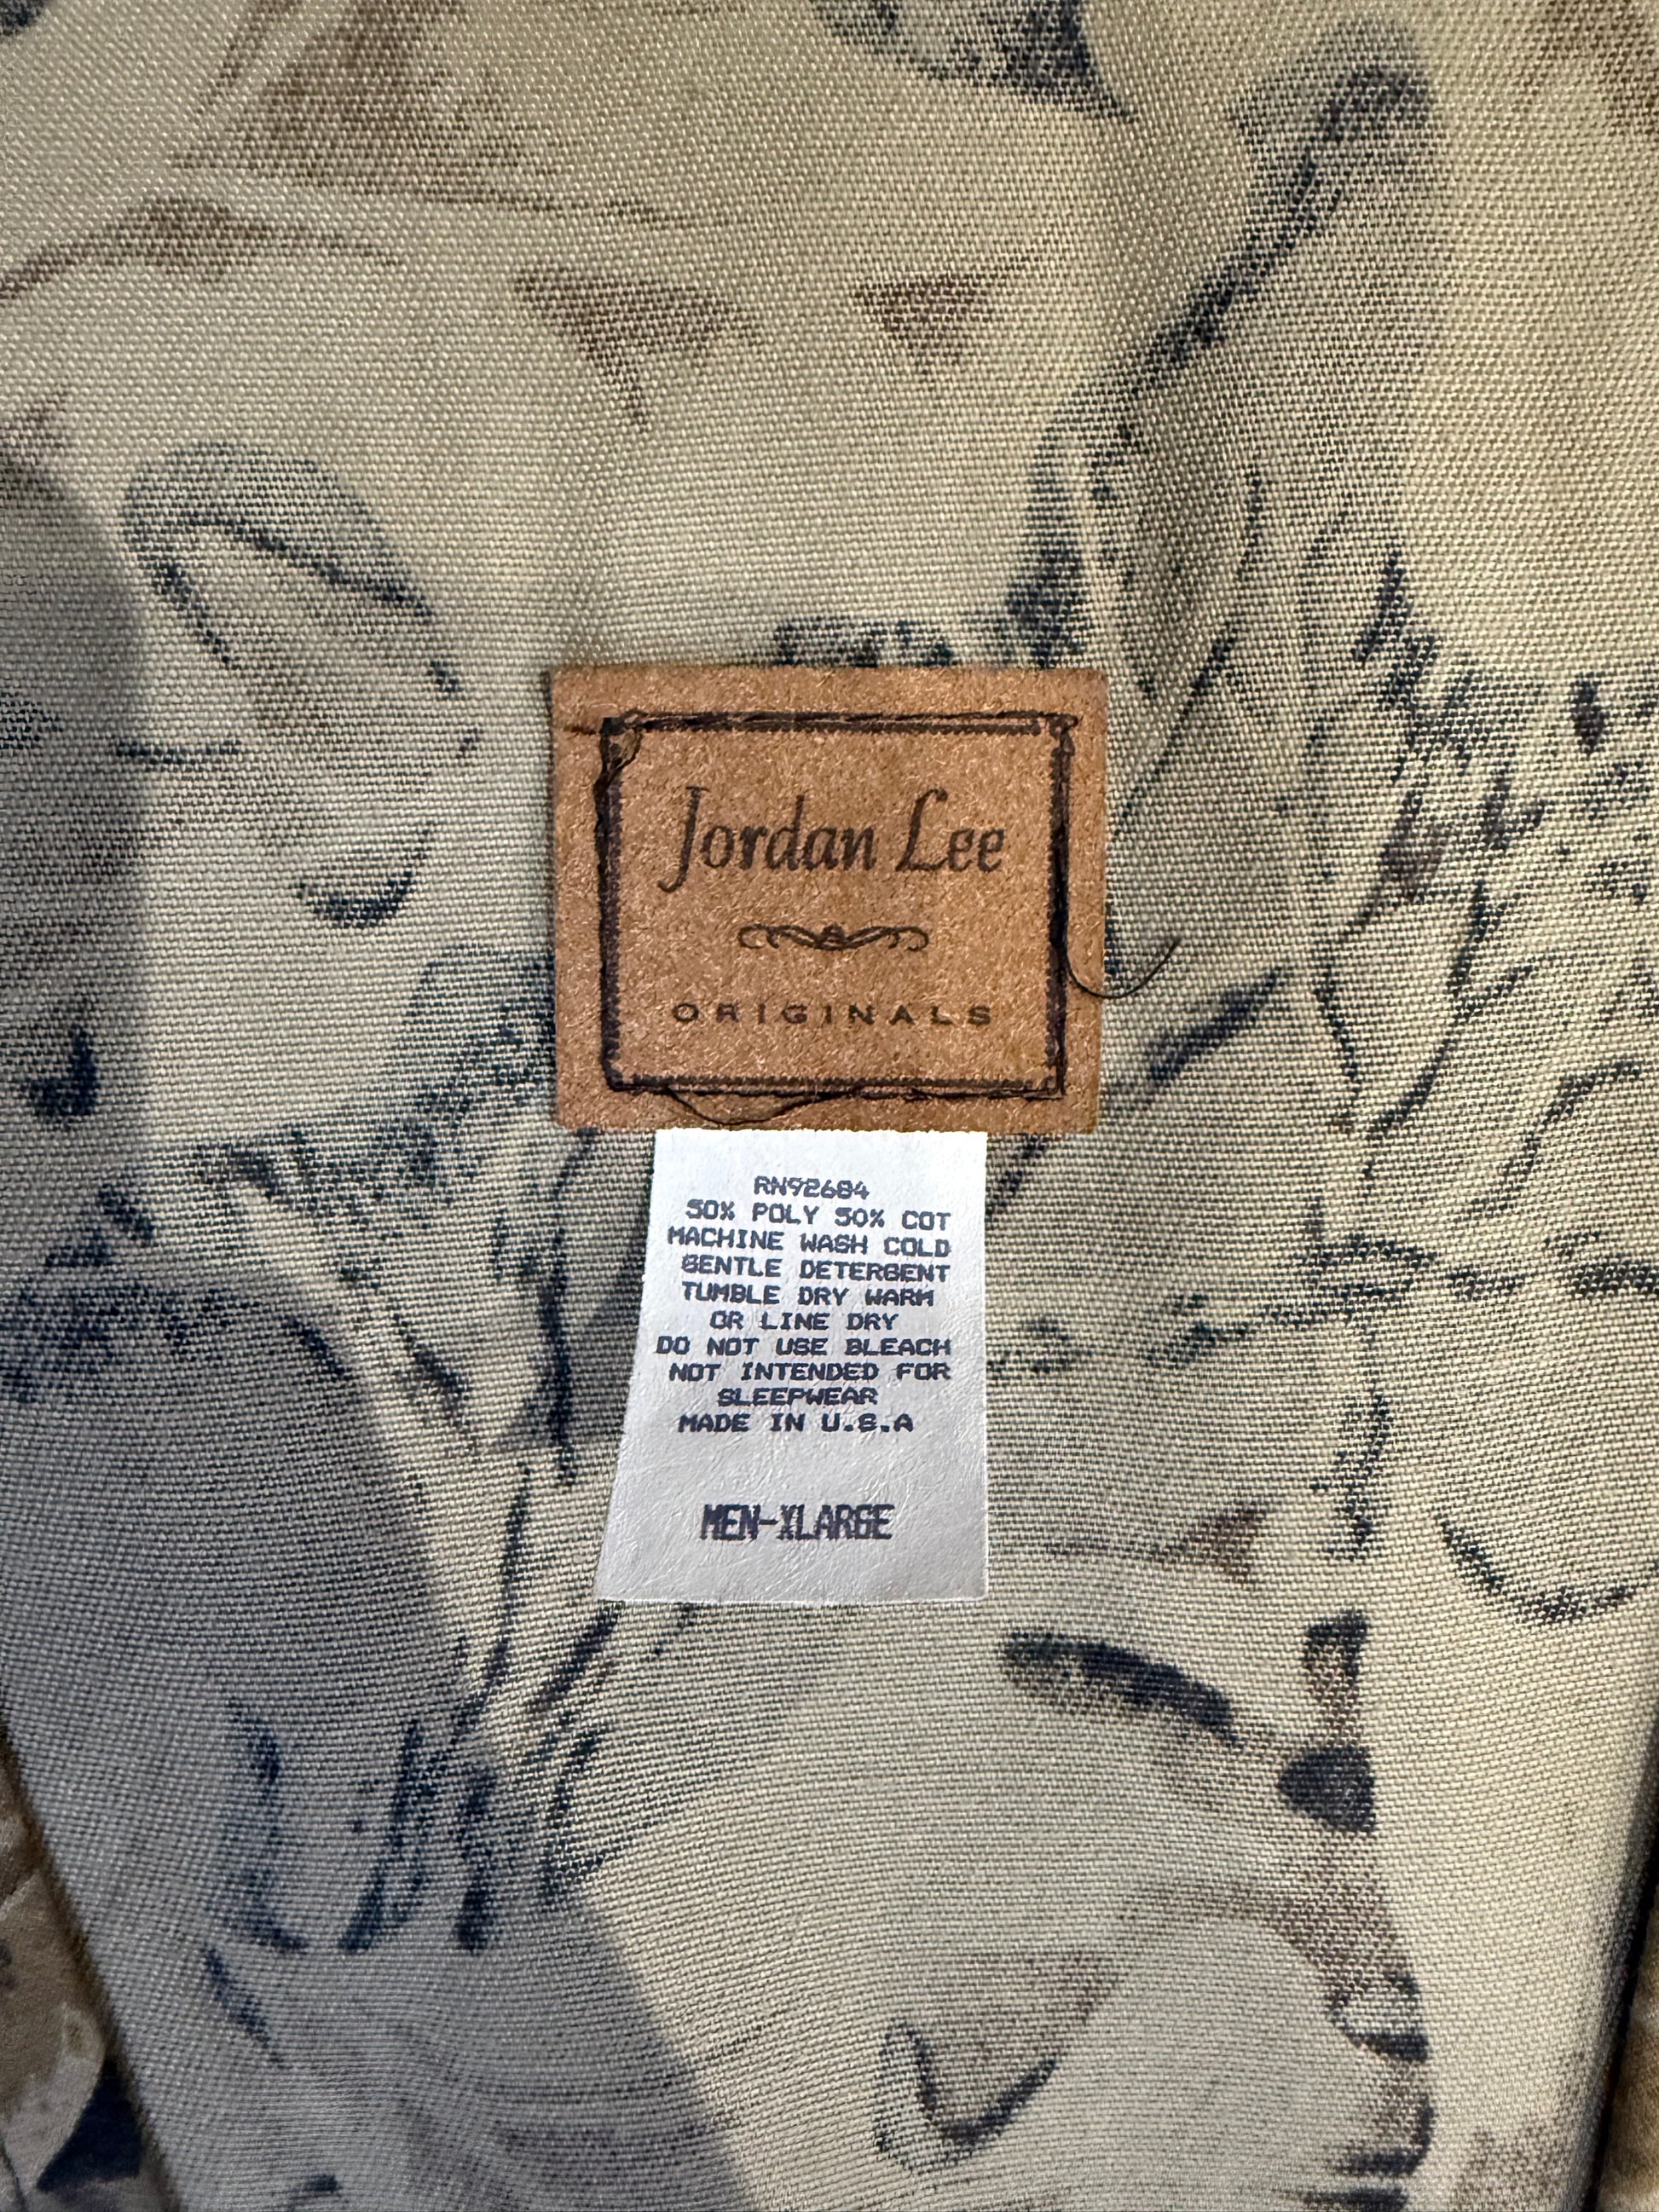 Jordan Lee
ORIGINALS
RN92684
50% POLY 50% COT
MACHINE WASH COLD
GENTLE DETERGENT
TUMBLE DRY WARM
OR LINE DRY
DO NOT USE BLEACH
NOT INTENDED FOR
SLEEPWEAR
MADE IN U.S.A
MEN-XLARGE